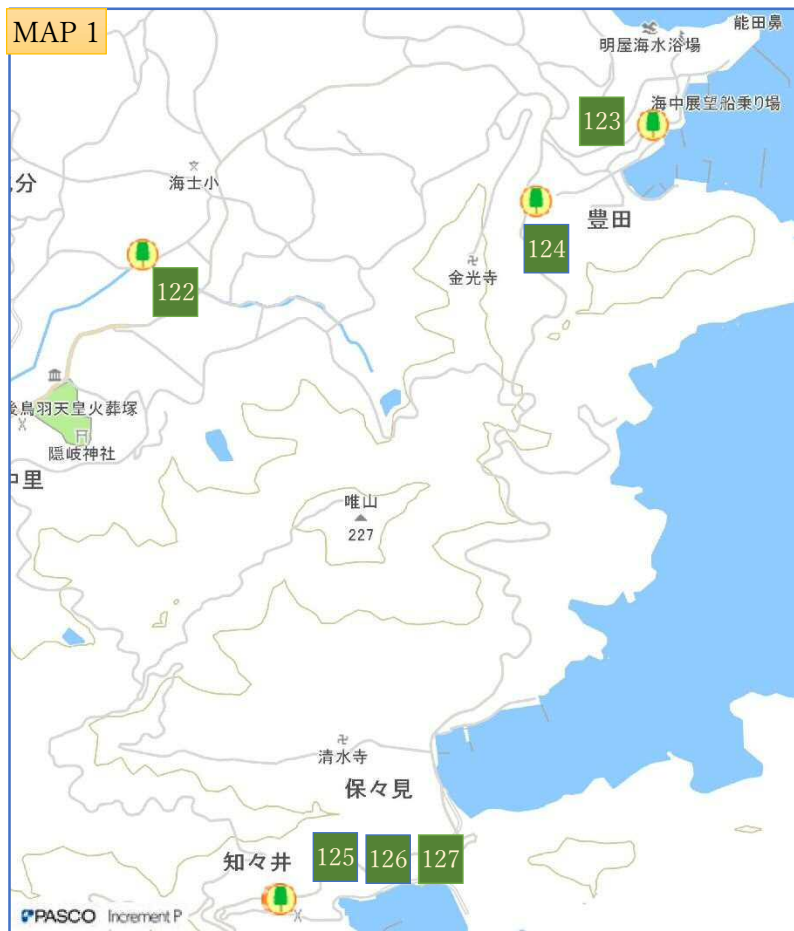 MAP 1
能田鼻
明屋海水浴場
海中展望船乗り場
123
海士小
分
豊田
124
金光寺
122
後鳥羽天皇火葬塚
隠岐神社
中里
唯山
227
清水寺
保々見
知々井
125
126
127
PASCO Increment P